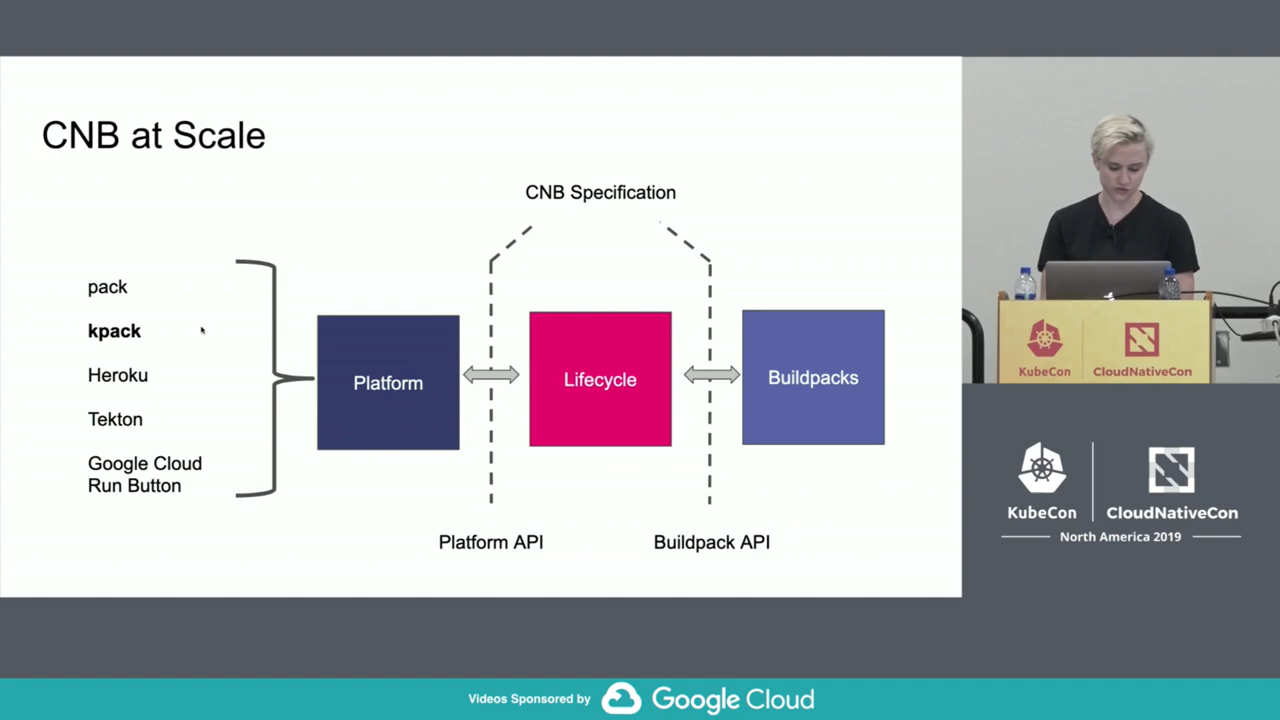 CNB at Scale
CNB Specification
pack
kpack
Heroku
Tekton
Google Cloud
Run Button
Platform
Lifecycle
Buildpacks
Platform API
Buildpack API
KubeCon
CloudNativeCon
KubeCon
CloudNativeCon
North America 2019
Videos Sponsored by
Google Cloud